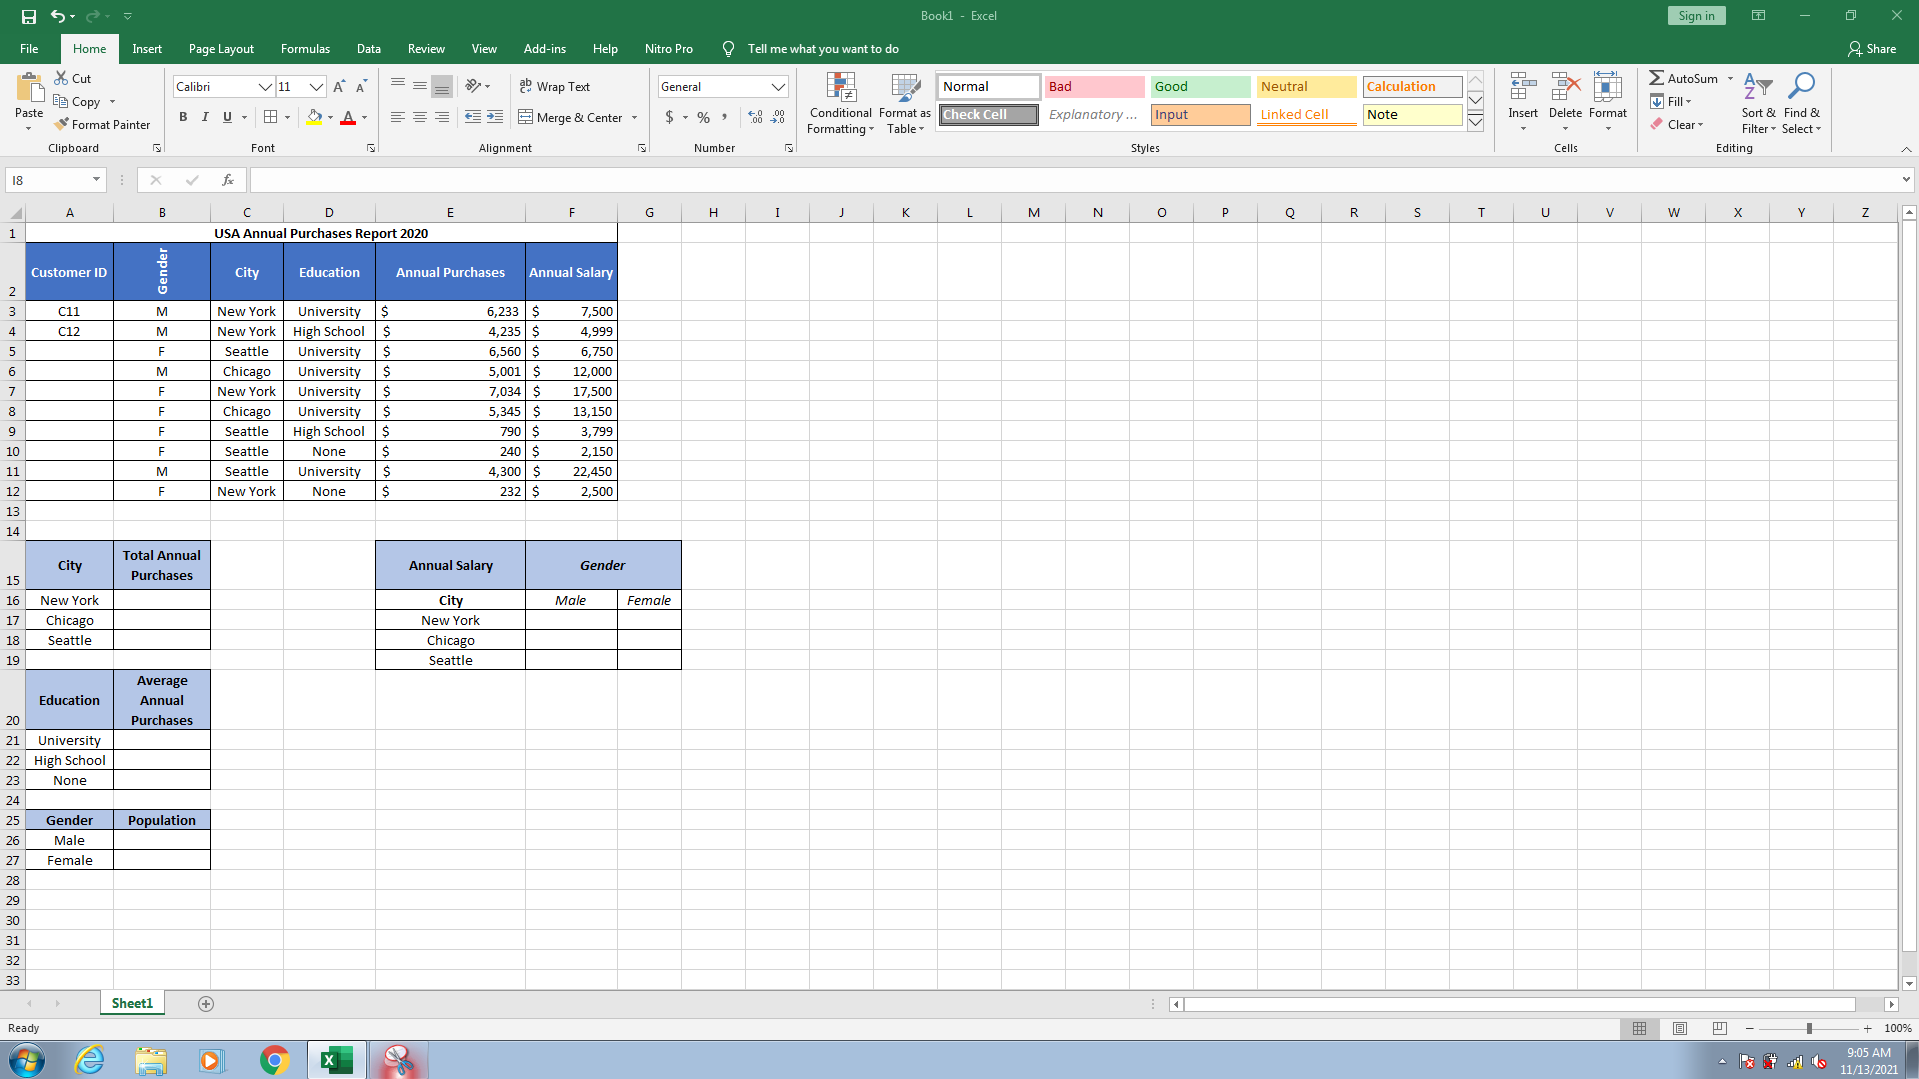 Book1 - Excel
Sign in
File Home Insert Page Layout Formulas Data Review View Add-ins Help Nitro Pro Tell me what you want to do Share
Paste
Cut
Copy
Format Painter
Clipboard
Calibri 11
B I U A
Font
Wrap Text
Merge & Center
Alignment
General
$ % ,
Number
Conditional Formatting
Format as Table
Normal Bad Good Neutral Calculation
Check Cell Explanatory ... Input Linked Cell Note
Styles
Insert Delete Format
Cells
AutoSum
Fill
Clear
Sort & Filter
Find & Select
Editing
I8 fx
A B C D E F G H I J K L M N O P Q R S T U V W X Y Z
1 USA Annual Purchases Report 2020
2 Customer ID Gender City Education Annual Purchases Annual Salary
3 C11 M New York University $ 6,233 $ 7,500
4 C12 M New York High School $ 4,235 $ 4,999
5 F Seattle University $ 6,560 $ 6,750
6 M Chicago University $ 5,001 $ 12,000
7 F New York University $ 7,034 $ 17,500
8 F Chicago University $ 5,345 $ 13,150
9 F Seattle High School $ 790 $ 3,799
10 F Seattle None $ 240 $ 2,150
11 M Seattle University $ 4,300 $ 22,450
12 F New York None $ 232 $ 2,500
13
14
15 City Total Annual Purchases Annual Salary Gender
16 New York City Male Female
17 Chicago New York
18 Seattle Chicago
19 Seattle
20 Education Average Annual Purchases
21 University
22 High School
23 None
24
25 Gender Population
26 Male
27 Female
28
29
30
31
32
33
Sheet1
Ready
100%
9:05 AM
11/13/2021